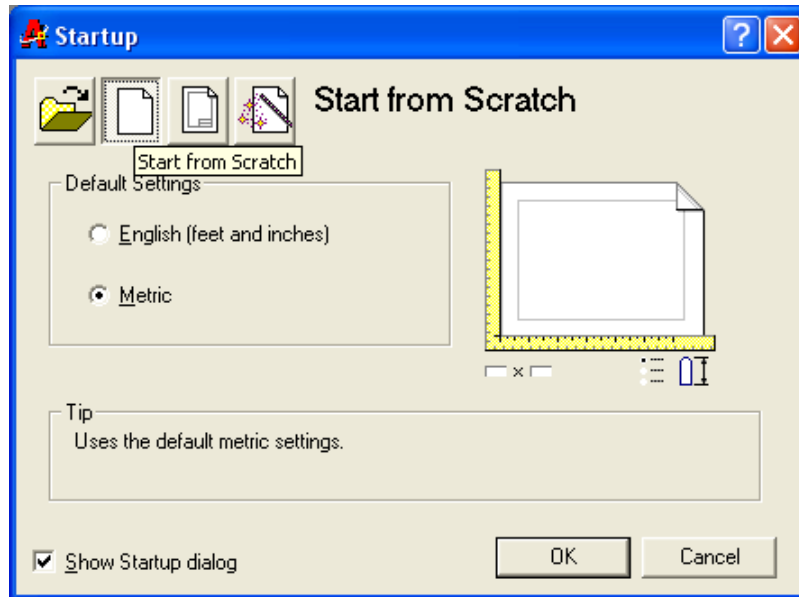 Startup
Start from Scratch
Start from Scratch
Default Settings
English (feet and inches)
Metric
Tip
Uses the default metric settings.
Show Startup dialog
OK
Cancel